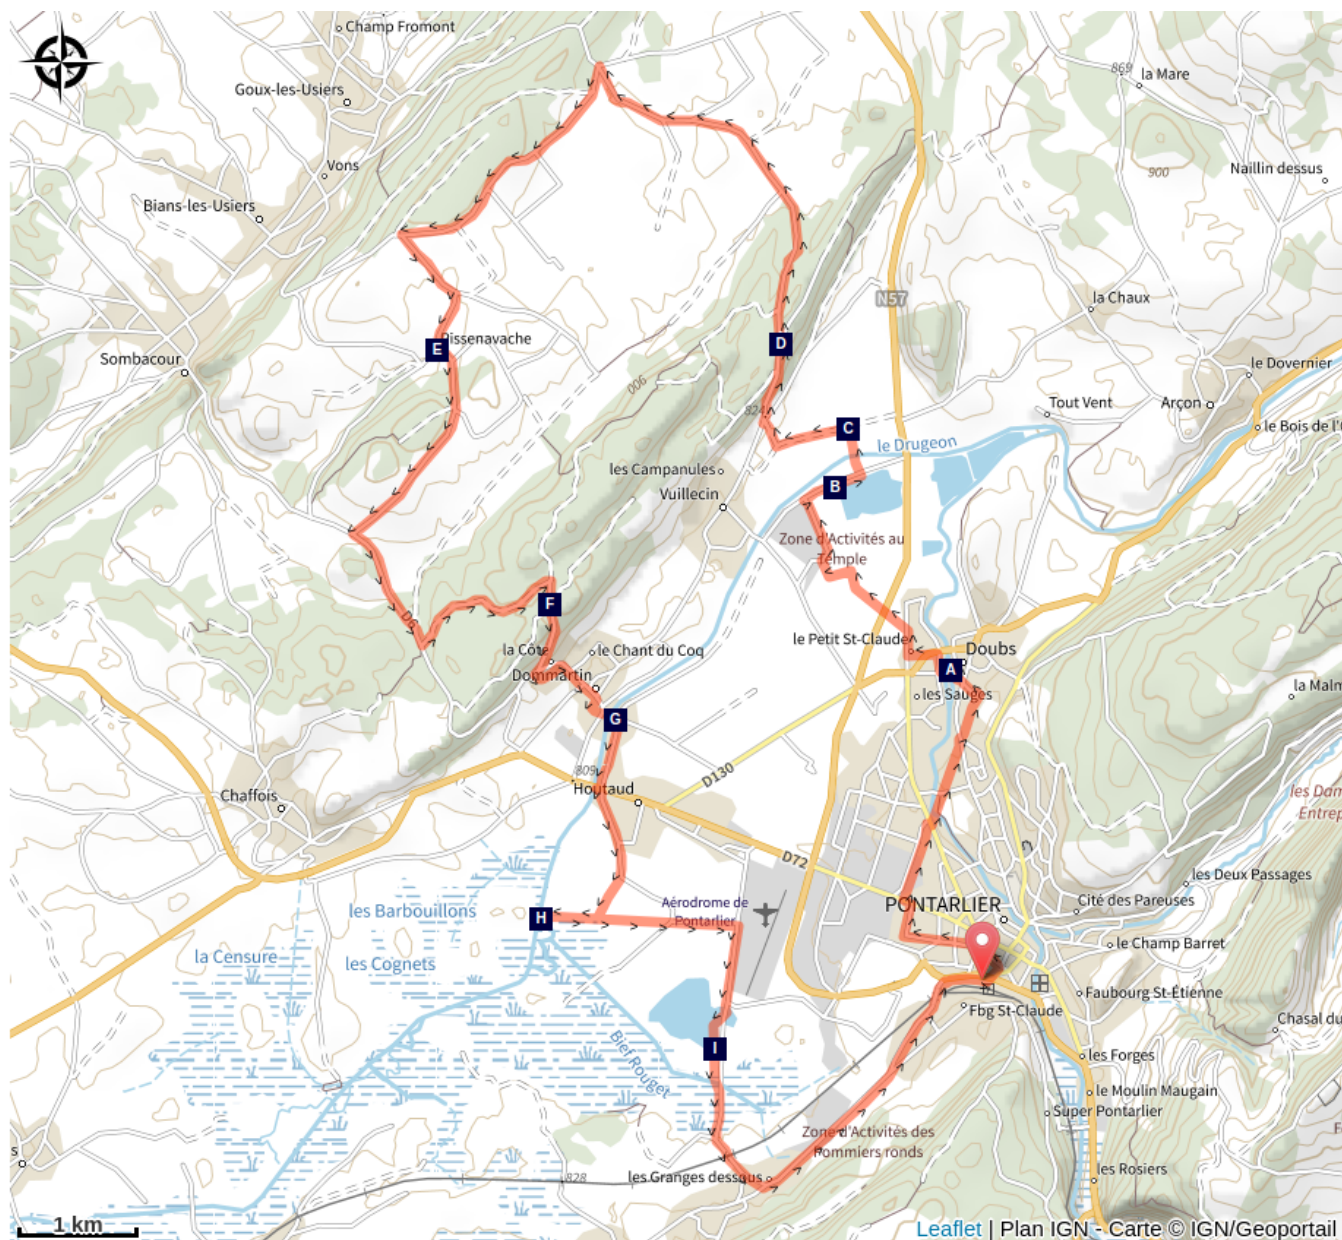 Champ Fromont
Goux-les-Usiers
869
la Mare
Vons
900
Naillin dessus
Bians-les-Usiers
N57
la Chaux
Pissenavache
E
D
Sombacour
le Dovernier
006
824
Tout Vent
Arçon
C
le Bois de l'
le Drugeon
les Campanules
B
Vuillecin
Zone d'Activités au
Temple
F
D6
le Petit St-Claude
la Côte
le Chant du Coq
Doubs
A
Dommartin
les Sauges
la Malm
G
809
D130
Houtaud
Chaffois
les Dam
Entrep
D72
les Deux Passages
les Barbouillons
Aérodrome de
Pontarlier
PONTARLIER
Cité des Pareuses
H
le Champ Barret
la Censure
les Cognets
Faubourg St-Étienne
Fbg St-Claude
Chasal du
I
Bief Rouget
les Forges
le Moulin Maugain
Super Pontarlier
Zone d'Activités des
Pommiers ronds
s
828
les Granges dessus
les Rosiers
1 km
Leaflet | Plan IGN - Carte © IGN/Geoportail